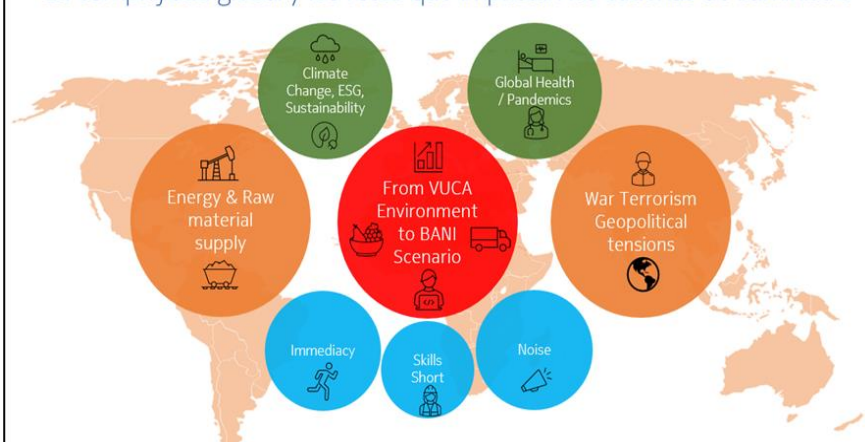 Climate
Change, ESG,
Sustainability
Global Health
/ Pandemics
Energy & Raw
material
supply
From VUCA
Environment
to BANI
Scenario
War Terrorism
Geopolitical
tensions
Immediacy
Skills
Short
Noise